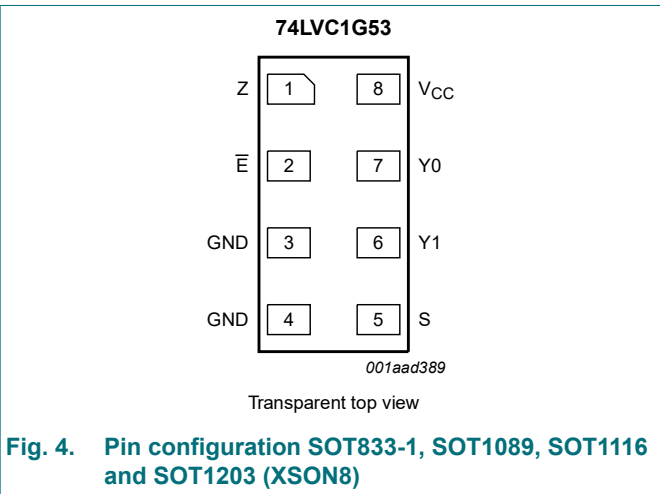 74LVC1G53
Z 1 8 VCC
E̅ 2 7 Y0
GND 3 6 Y1
GND 4 5 S
001aad389
Transparent top view
Fig. 4. Pin configuration SOT833-1, SOT1089, SOT1116
and SOT1203 (XSON8)